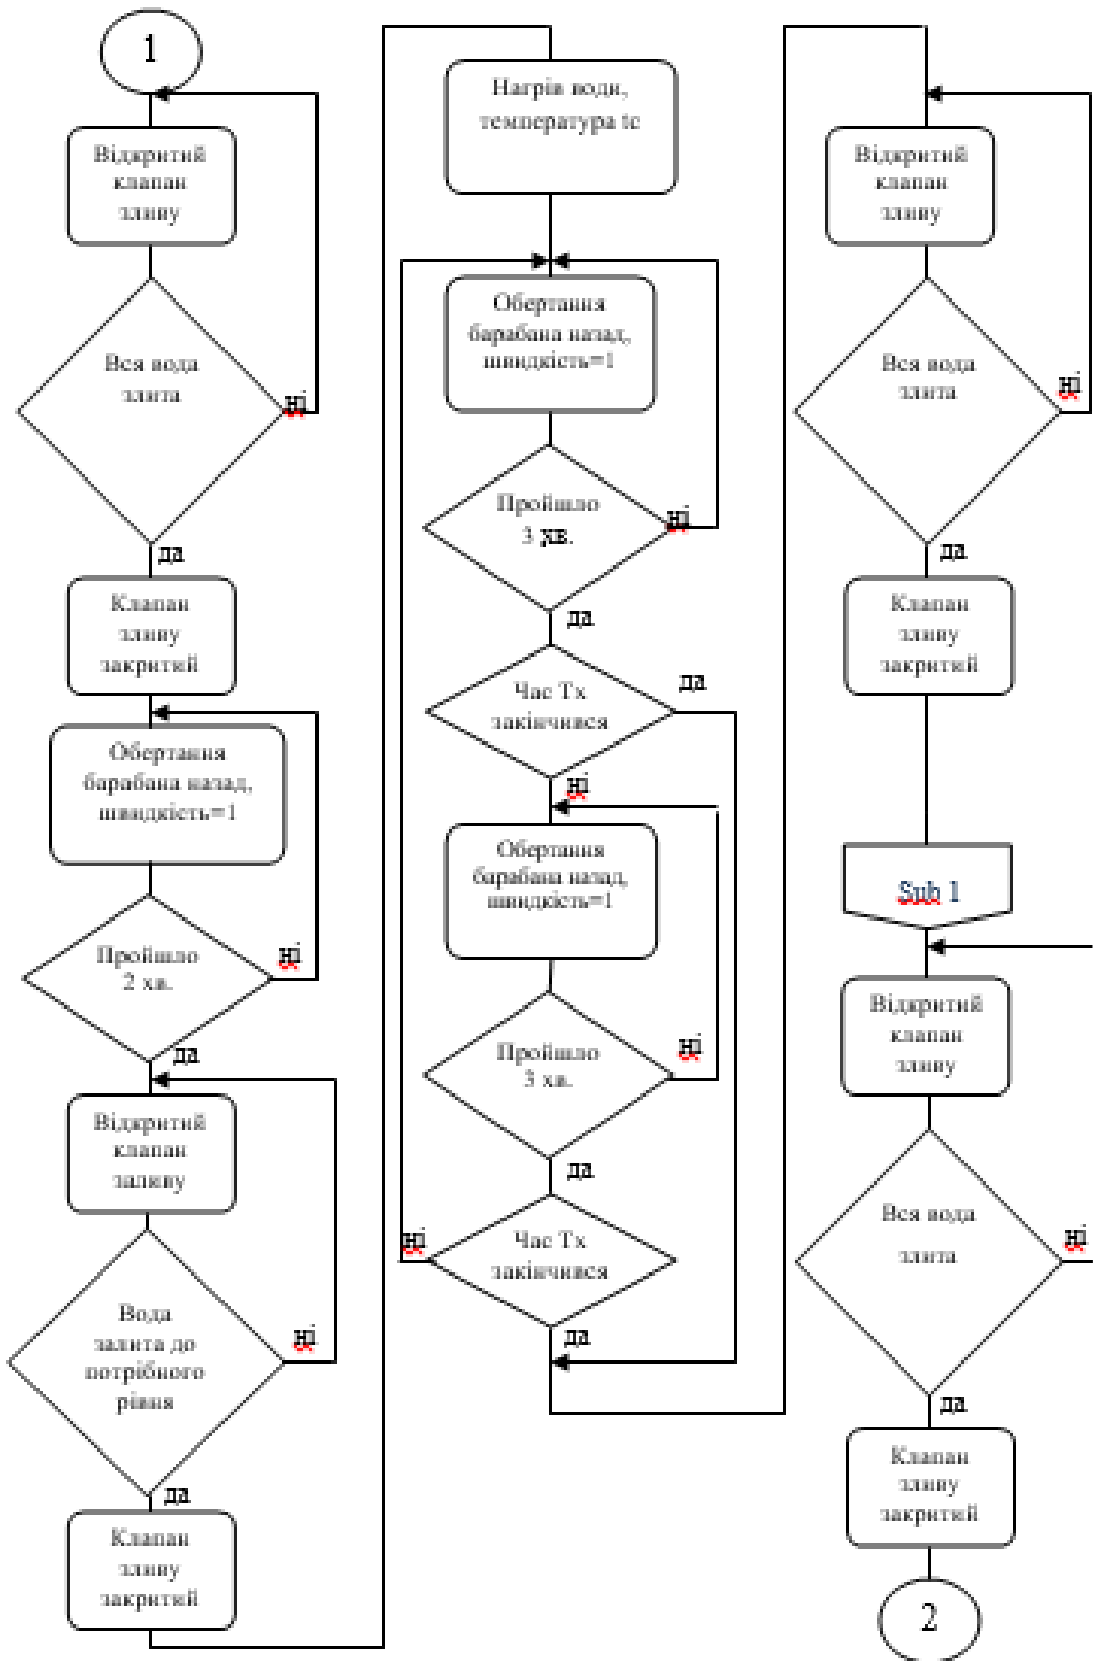 1
Відкритий
клапан
зливу
Вся вода
злита
ні
да
Клапан
зливу
закритий
Обертання
барабана назад,
швидкість=1
Пройшло
2 хв.
ні
да
Відкритий
клапан
заливу
Вода
залита до
потрібного
рівня
ні
да
Клапан
зливу
закритий
Нагрів води,
температура tc
Обертання
барабана назад,
швидкість=1
Пройшло
3 хв.
ні
да
Час Тх
закінчився
да
ні
Обертання
барабана назад,
швидкість=1
Пройшло
3 хв.
ні
да
Час Тх
закінчився
ні
да
Відкритий
клапан
зливу
Вся вода
злита
ні
да
Клапан
зливу
закритий
Sub 1
Відкритий
клапан
зливу
Вся вода
злита
ні
да
Клапан
зливу
закритий
2